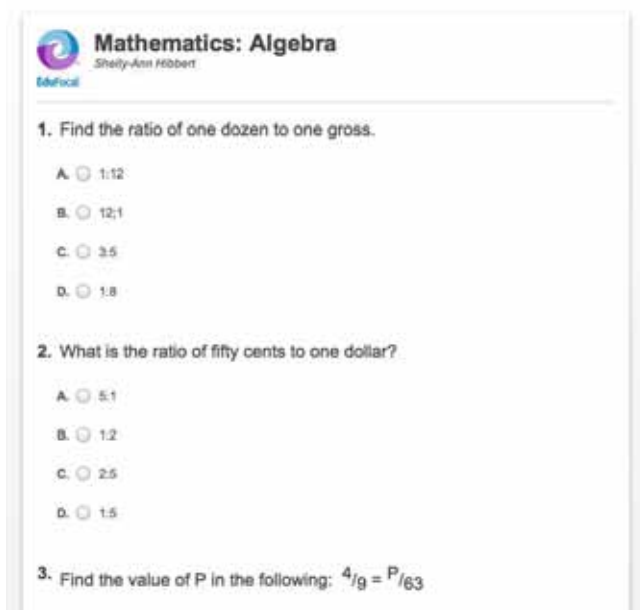 Mathematics: Algebra
Shelly-Ann Hibbert
EduFocal
1. Find the ratio of one dozen to one gross.
A. 1:12
B. 12:1
C. 3:5
D. 1:8
2. What is the ratio of fifty cents to one dollar?
A. 5:1
B. 1:2
C. 2:5
D. 1:5
3. Find the value of P in the following: 4/9 = P/63